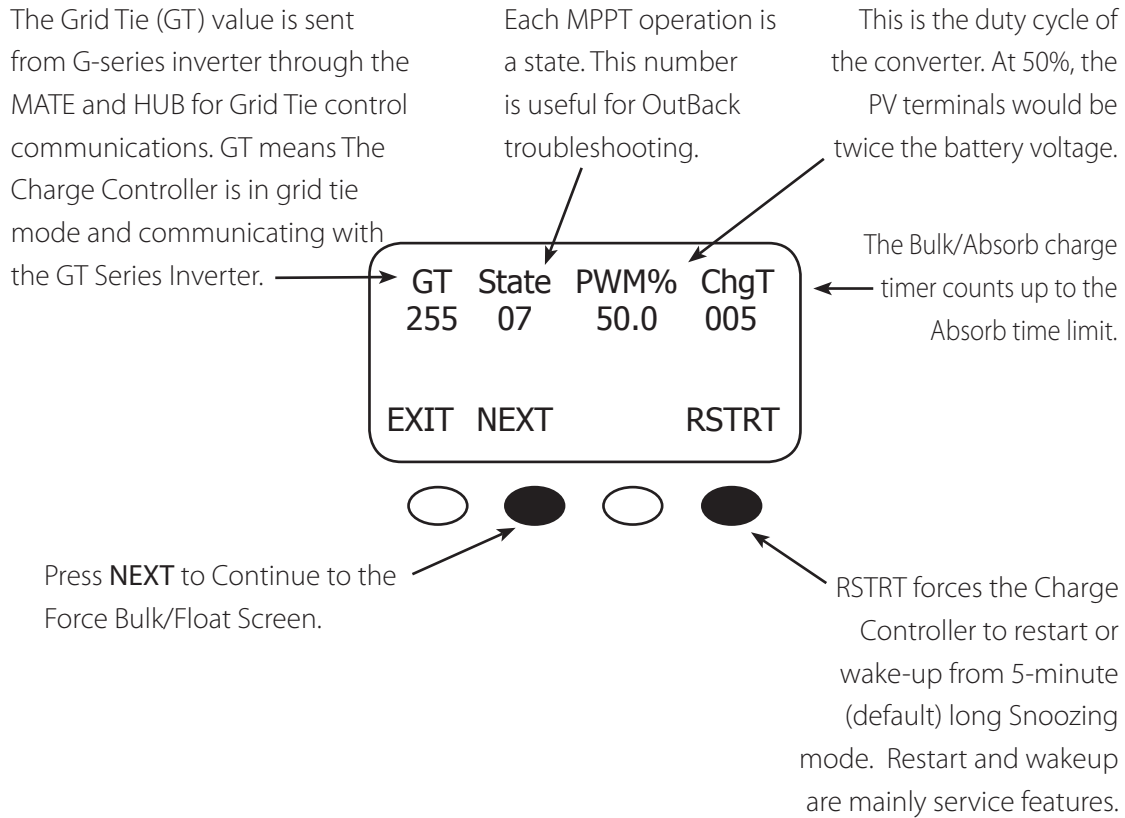 The Grid Tie (GT) value is sent
from G-series inverter through the
MATE and HUB for Grid Tie control
communications. GT means The
Charge Controller is in grid tie
mode and communicating with
the GT Series Inverter.
Each MPPT operation is
a state. This number
is useful for OutBack
troubleshooting.
This is the duty cycle of
the converter. At 50%, the
PV terminals would be
twice the battery voltage.
The Bulk/Absorb charge
timer counts up to the
Absorb time limit.
GT State PWM% ChgT
255 07 50.0 005
EXIT NEXT RSTRT
Press NEXT to Continue to the
Force Bulk/Float Screen.
RSTRT forces the Charge
Controller to restart or
wake-up from 5-minute
(default) long Snoozing
mode. Restart and wakeup
are mainly service features.